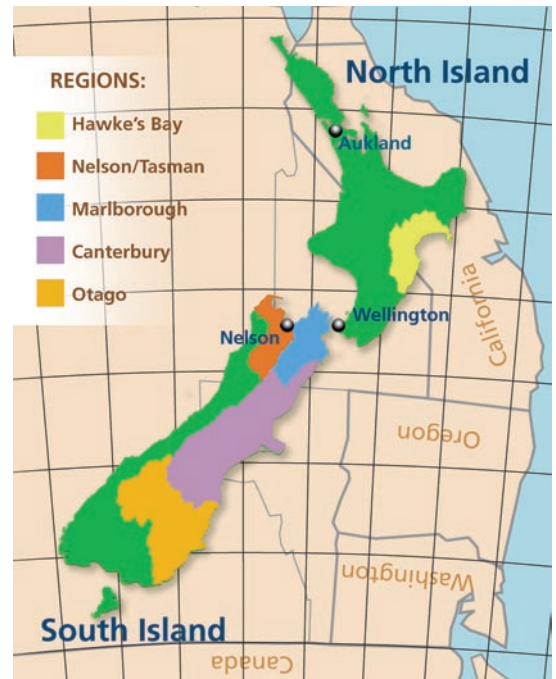 North Island
REGIONS:
Hawke's Bay
Nelson/Tasman
Marlborough
Canterbury
Otago
Aukland
Wellington
Nelson
California
Oregon
Washington
South Island
Canada